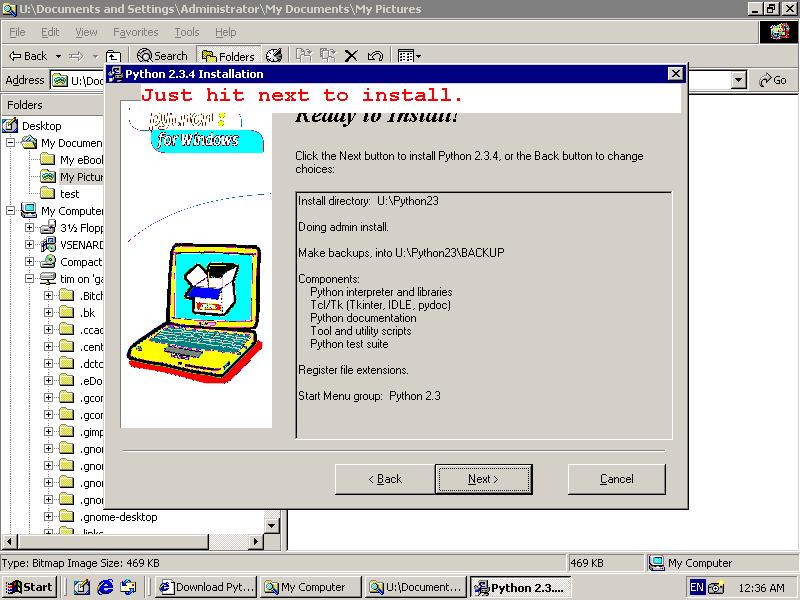 U:\Documents and Settings\Administrator\My Documents\My Pictures
File Edit View Favorites Tools Help
Back Search Folders
Address U:\Doc Go
Folders
Desktop
My Documen
My eBool
My Pictur
test
My Computer
3½ Flopp
VSENARD
Compact
tim on 'ga
.Bitch
.bk
.ccac
.cent
.dctc
.eDo
.gcor
.gcor
.gimp
.gno
.gno
.gno
.gno
.gnome-desktop
.links
Python 2.3.4 Installation
Just hit next to install.
python
for Windows
Ready to Install!
Click the Next button to install Python 2.3.4, or the Back button to change
choices:
Install directory: U:\Python23
Doing admin install.
Make backups, into U:\Python23\BACKUP
Components:
Python interpreter and libraries
Tcl/Tk (Tkinter, IDLE, pydoc)
Python documentation
Tool and utility scripts
Python test suite
Register file extensions.
Start Menu group: Python 2.3
< Back Next > Cancel
Type: Bitmap Image Size: 469 KB 469 KB My Computer
Start Download Pyt... My Computer U:\Document... Python 2.3.... EN 12:36 AM